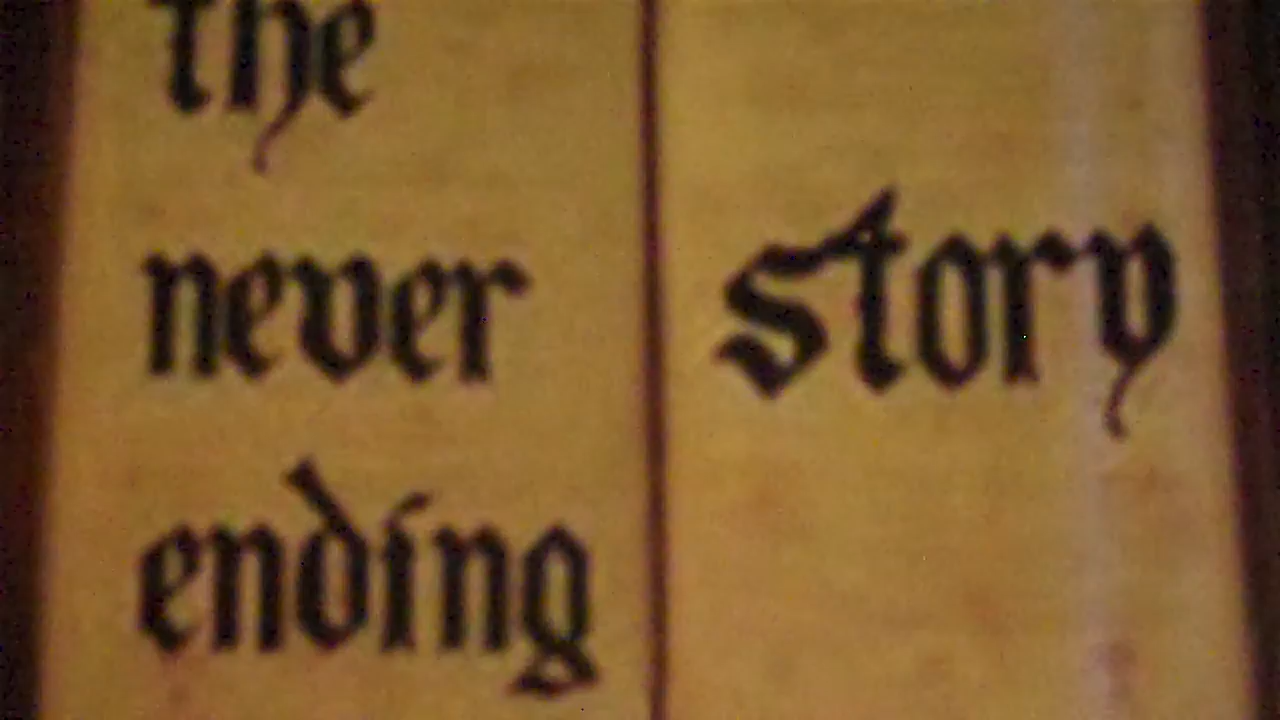 the
never
ending
story